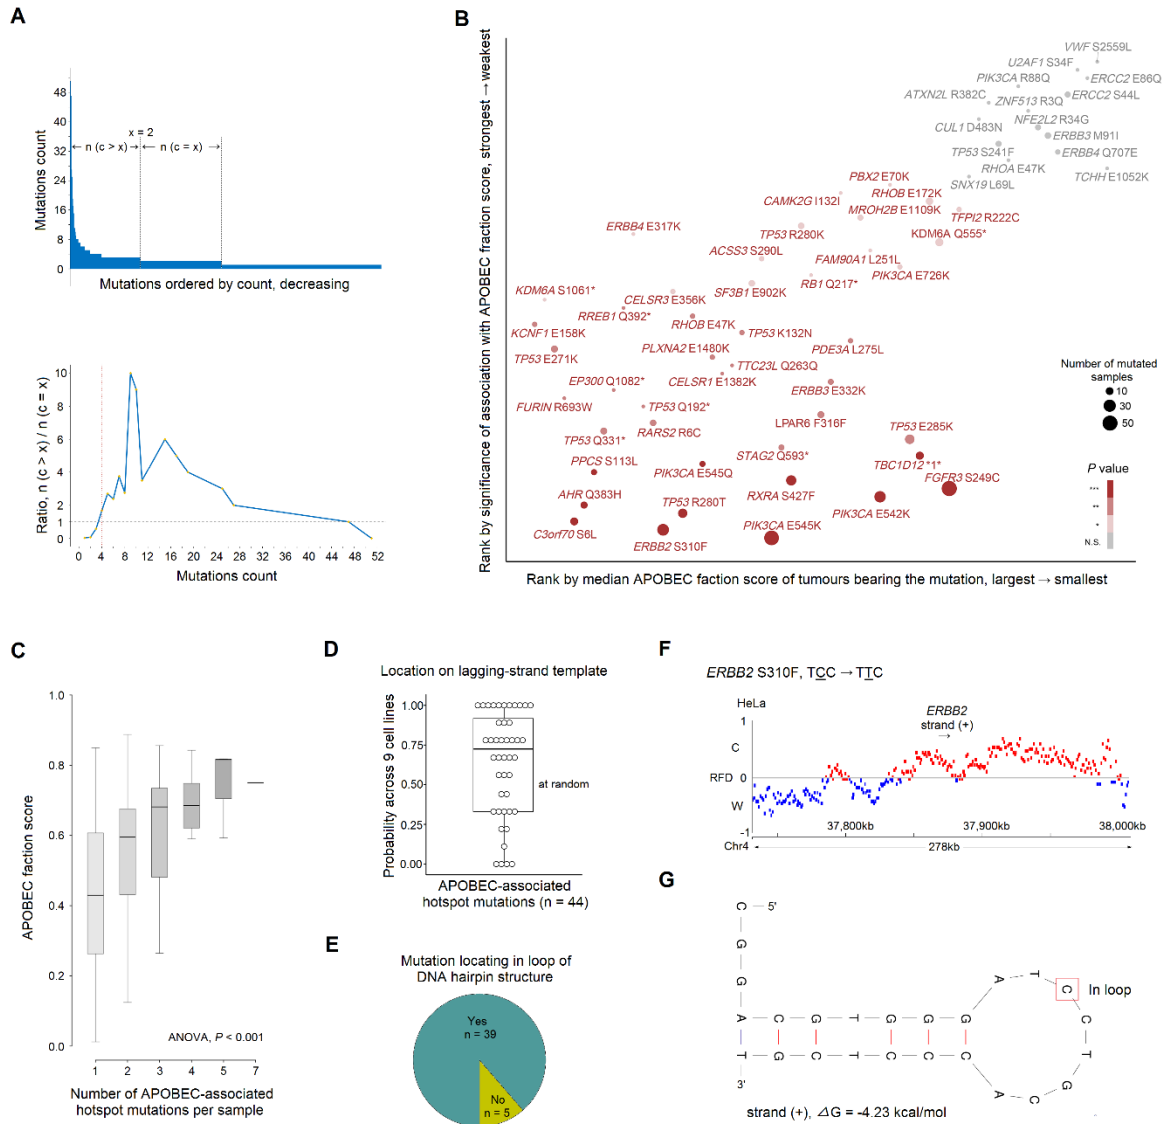 A
48
40
32
24
16
8
0
Mutations count
x = 2
n (c > x)
n (c = x)
Mutations ordered by count, decreasing
10
8
6
4
2
1
0
Ratio, n (c > x) / n (c = x)
0 4 8 12 16 20 24 28 32 36 40 44 48 52
Mutations count
B
Rank by significance of association with APOBEC fraction score, strongest → weakest
VWF S2559L
U2AF1 S34F
PIK3CA R88Q
ERCC2 E86Q
ATXN2L R382C
ERCC2 S44L
ZNF513 R3Q
NFE2L2 R34G
CUL1 D483N
ERBB3 M91I
TP53 S241F
ERBB4 Q707E
RHOA E47K
TCHH E1052K
SNX19 L69L
PBX2 E70K
RHOB E172K
CAMK2G I132I
MROH2B E1109K
TFPI2 R222C
ERBB4 E317K
TP53 R280K
KDM6A Q555*
ACSS3 S290L
FAM90A1 L251L
PIK3CA E726K
RB1 Q217*
KDM6A S1061*
CELSR3 E356K
SF3B1 E902K
RREB1 Q392*
RHOB E47K
KCNF1 E158K
TP53 K132N
PLXNA2 E1480K
PDE3A L275L
TP53 E271K
TTC23L Q263Q
EP300 Q1082*
CELSR1 E1382K
ERBB3 E332K
FURIN R693W
TP53 Q192*
LPAR6 F316F
TP53 E285K
TP53 Q331*
RARS2 R6C
STAG2 Q593*
PPCS S113L
PIK3CA E545Q
TBC1D12 *1*
FGFR3 S249C
AHR Q383H
TP53 R280T
RXRA S427F
PIK3CA E542K
C3orf70 S6L
ERBB2 S310F
PIK3CA E545K
Number of mutated
samples
10
30
50
P value
***
**
*
N.S.
Rank by median APOBEC faction score of tumours bearing the mutation, largest → smallest
C
1.0
0.8
0.6
0.4
0.2
0.0
APOBEC faction score
ANOVA, P < 0.001
1 2 3 4 5 7
Number of APOBEC-associated
hotspot mutations per sample
D
Location on lagging-strand template
1.00
0.75
0.50
0.25
0.00
Probability across 9 cell lines
at random
APOBEC-associated
hotspot mutations (n = 44)
E
Mutation locating in loop of
DNA hairpin structure
Yes
n = 39
No
n = 5
F
ERBB2 S310F, TCC → TTC
HeLa
1
C
RFD 0
W
-1
ERBB2
strand (+)
→
37,800kb 37,900kb 38,000kb
Chr4
278kb
G
C — 5'
G
G
A C G T G G G A T C C T G A C C C C T C G T
3'
In loop
strand (+), ΔG = -4.23 kcal/mol